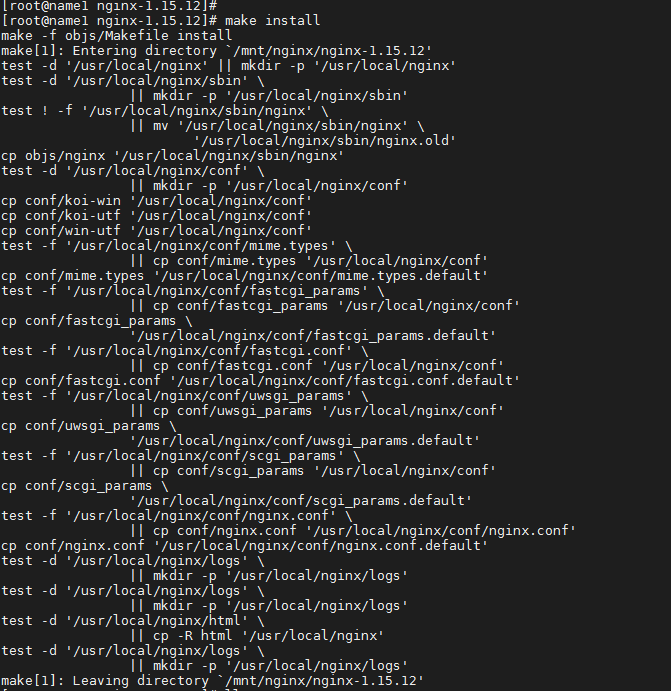 [root@name1 nginx-1.15.12]#
[root@name1 nginx-1.15.12]# make install
make -f objs/Makefile install
make[1]: Entering directory `/mnt/nginx/nginx-1.15.12'
test -d '/usr/local/nginx' || mkdir -p '/usr/local/nginx'
test -d '/usr/local/nginx/sbin' \
                || mkdir -p '/usr/local/nginx/sbin'
test ! -f '/usr/local/nginx/sbin/nginx' \
                || mv '/usr/local/nginx/sbin/nginx' \
                        '/usr/local/nginx/sbin/nginx.old'
cp objs/nginx '/usr/local/nginx/sbin/nginx'
test -d '/usr/local/nginx/conf' \
                || mkdir -p '/usr/local/nginx/conf'
cp conf/koi-win '/usr/local/nginx/conf'
cp conf/koi-utf '/usr/local/nginx/conf'
cp conf/win-utf '/usr/local/nginx/conf'
test -f '/usr/local/nginx/conf/mime.types' \
                || cp conf/mime.types '/usr/local/nginx/conf'
cp conf/mime.types '/usr/local/nginx/conf/mime.types.default'
test -f '/usr/local/nginx/conf/fastcgi_params' \
                || cp conf/fastcgi_params '/usr/local/nginx/conf'
cp conf/fastcgi_params \
                '/usr/local/nginx/conf/fastcgi_params.default'
test -f '/usr/local/nginx/conf/fastcgi.conf' \
                || cp conf/fastcgi.conf '/usr/local/nginx/conf'
cp conf/fastcgi.conf '/usr/local/nginx/conf/fastcgi.conf.default'
test -f '/usr/local/nginx/conf/uwsgi_params' \
                || cp conf/uwsgi_params '/usr/local/nginx/conf'
cp conf/uwsgi_params \
                '/usr/local/nginx/conf/uwsgi_params.default'
test -f '/usr/local/nginx/conf/scgi_params' \
                || cp conf/scgi_params '/usr/local/nginx/conf'
cp conf/scgi_params \
                '/usr/local/nginx/conf/scgi_params.default'
test -f '/usr/local/nginx/conf/nginx.conf' \
                || cp conf/nginx.conf '/usr/local/nginx/conf/nginx.conf'
cp conf/nginx.conf '/usr/local/nginx/conf/nginx.conf.default'
test -d '/usr/local/nginx/logs' \
                || mkdir -p '/usr/local/nginx/logs'
test -d '/usr/local/nginx/logs' \
                || mkdir -p '/usr/local/nginx/logs'
test -d '/usr/local/nginx/html' \
                || cp -R html '/usr/local/nginx'
test -d '/usr/local/nginx/logs' \
                || mkdir -p '/usr/local/nginx/logs'
make[1]: Leaving directory `/mnt/nginx/nginx-1.15.12'